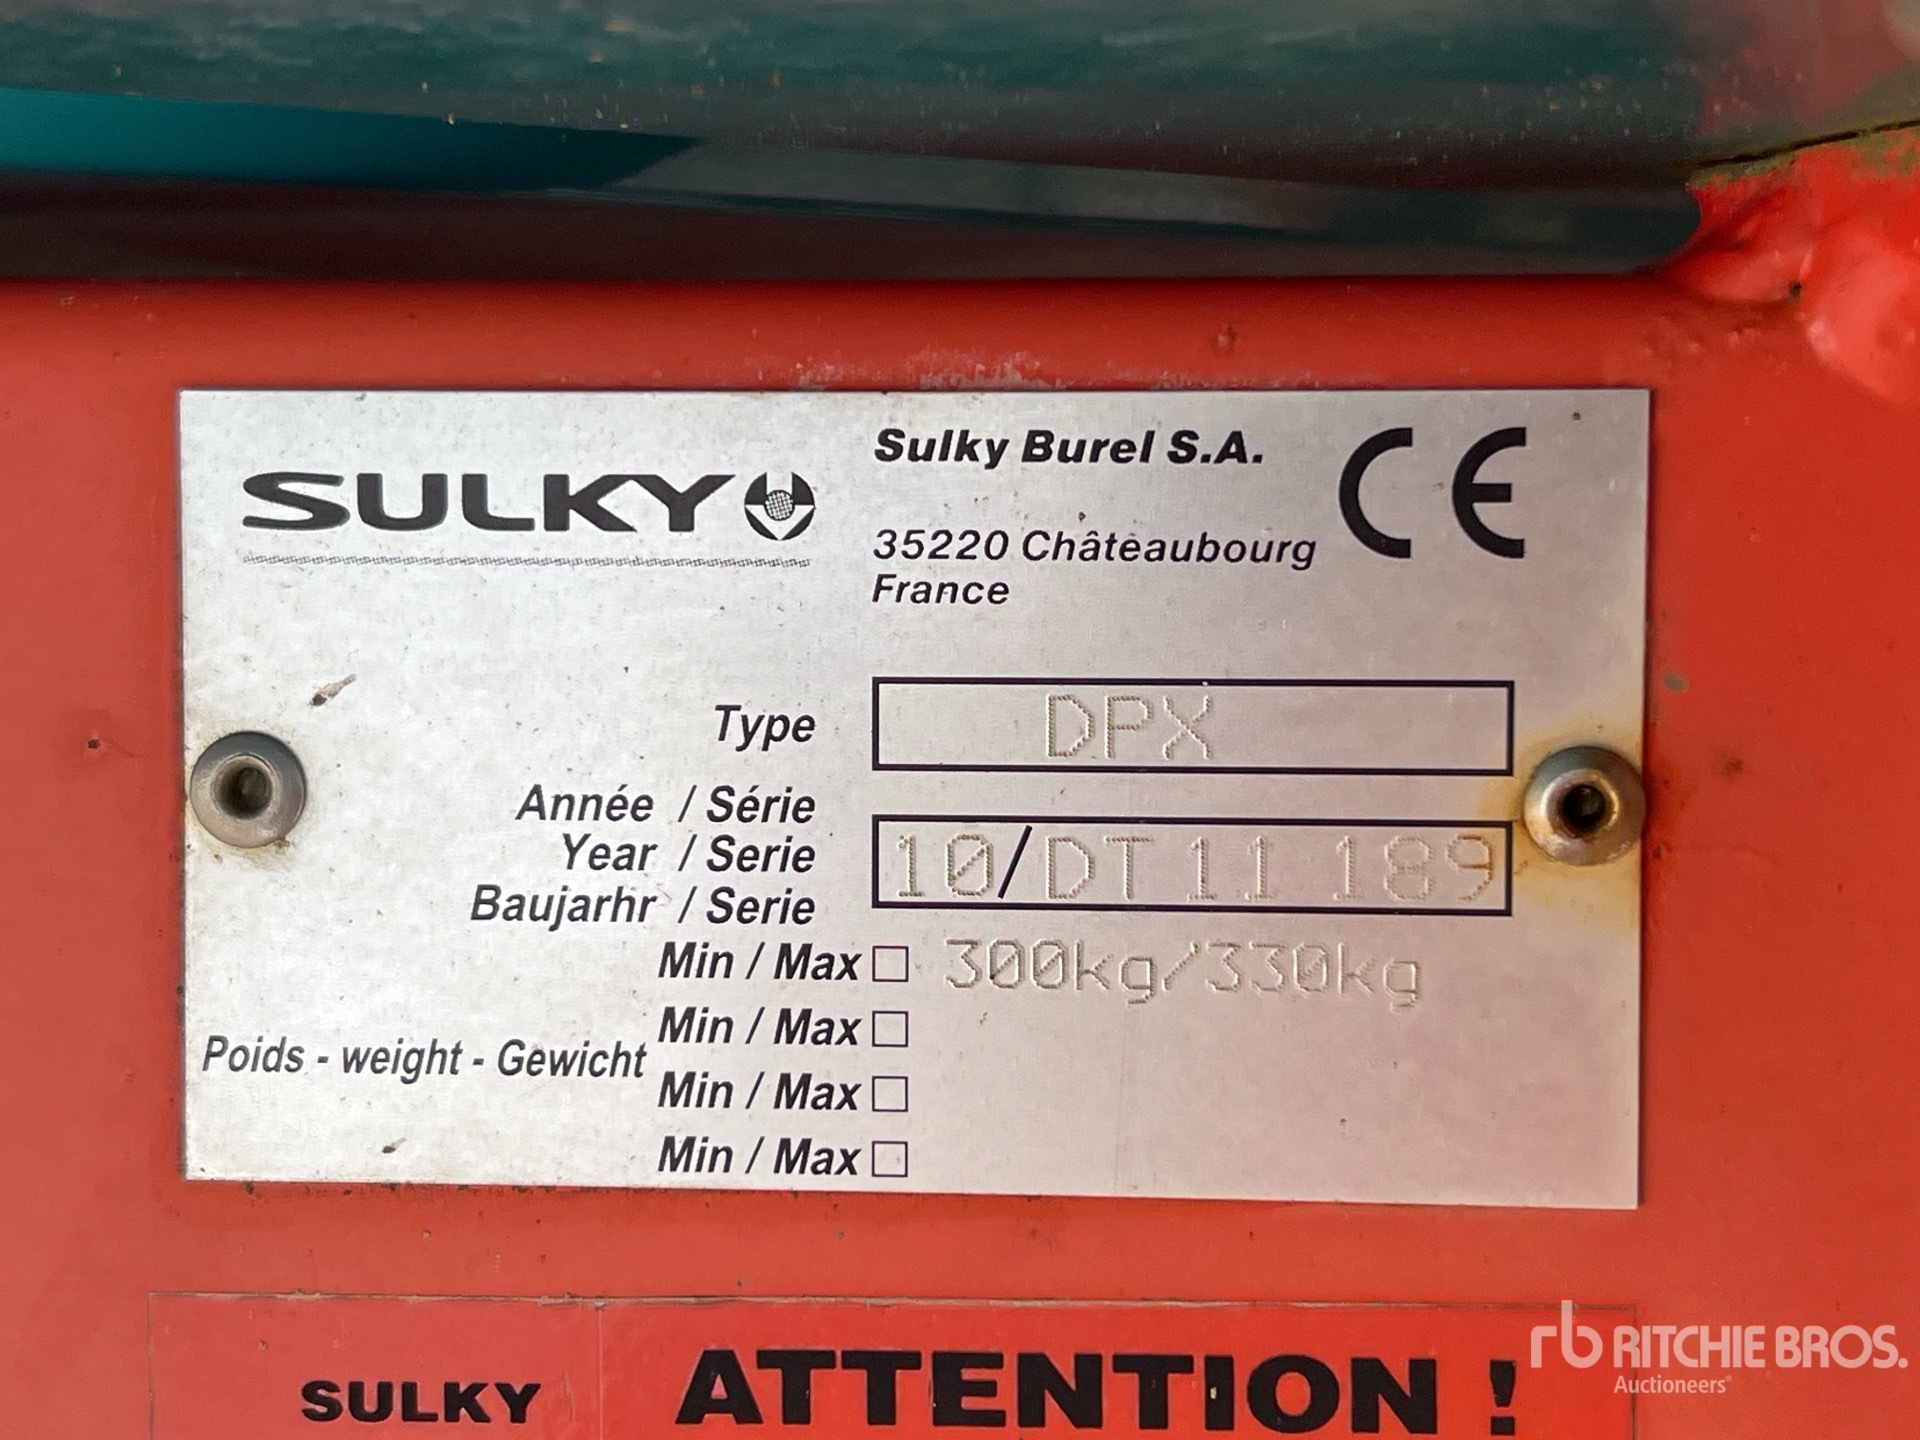 SULKY
Sulky Burel S.A.
35220 Châteaubourg
France
CE
Type DPX
Année / Série
Year / Serie 10/DT 11 189
Baujarhr / Serie
Min / Max □ 300kg/330kg
Min / Max □
Poids - weight - Gewicht
Min / Max □
Min / Max □
SULKY ATTENTION !
rb RITCHIE BROS.
Auctioneers